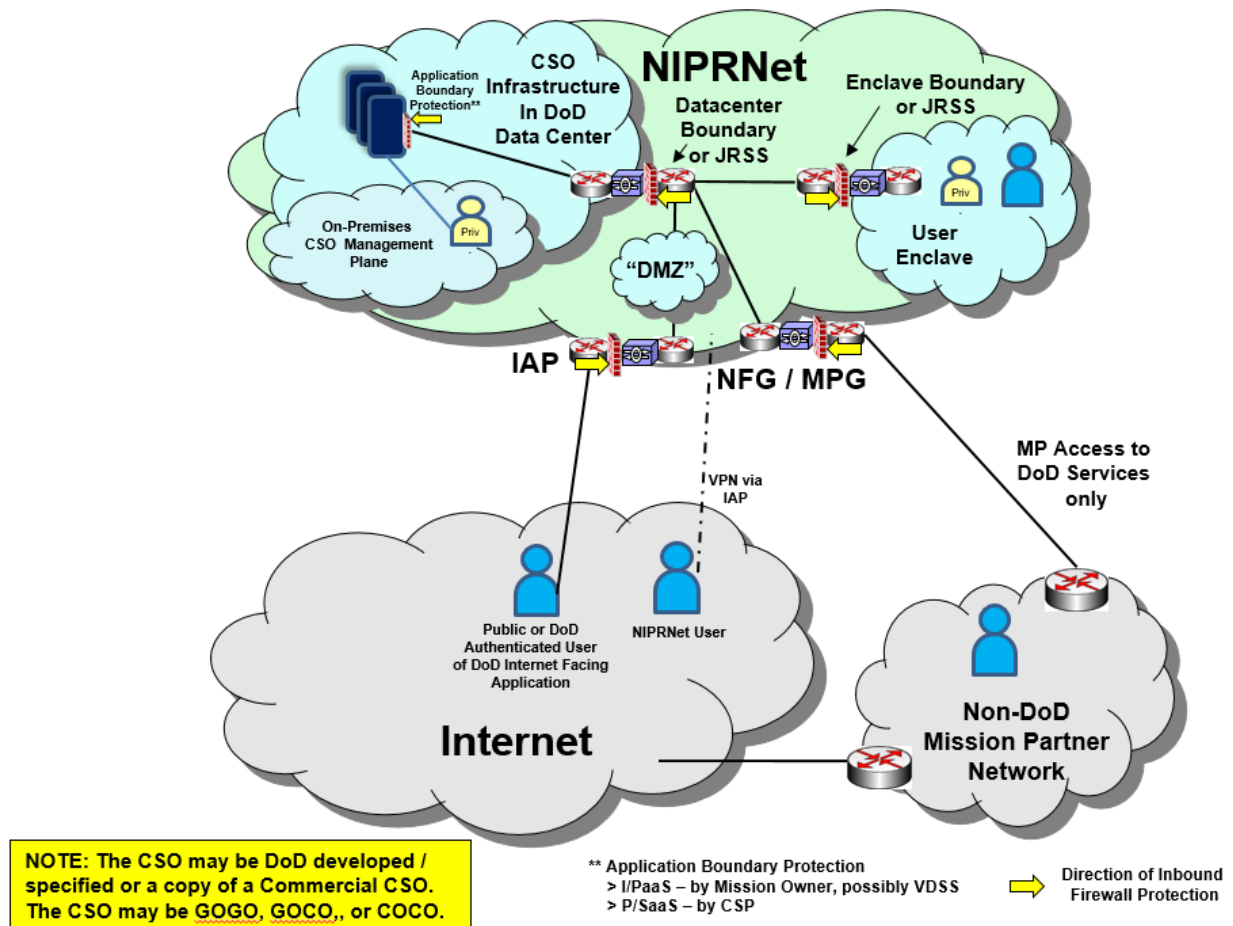 NIPRNet
CSO
Infrastructure
In DoD
Data Center
Application
Boundary
Protection**
Datacenter
Boundary
or JRSS
Enclave Boundary
or JRSS
On-Premises
CSO Management
Plane
Priv
Priv
User
Enclave
“DMZ”
IAP
NFG / MPG
MP Access to
DoD Services
only
VPN via
IAP
Public or DoD
Authenticated User
of DoD Internet Facing
Application
NIPRNet User
Internet
Non-DoD
Mission Partner
Network
NOTE: The CSO may be DoD developed /
specified or a copy of a Commercial CSO.
The CSO may be GOGO, GOCO,, or COCO.
** Application Boundary Protection
> I/PaaS – by Mission Owner, possibly VDSS
> P/SaaS – by CSP
Direction of Inbound
Firewall Protection